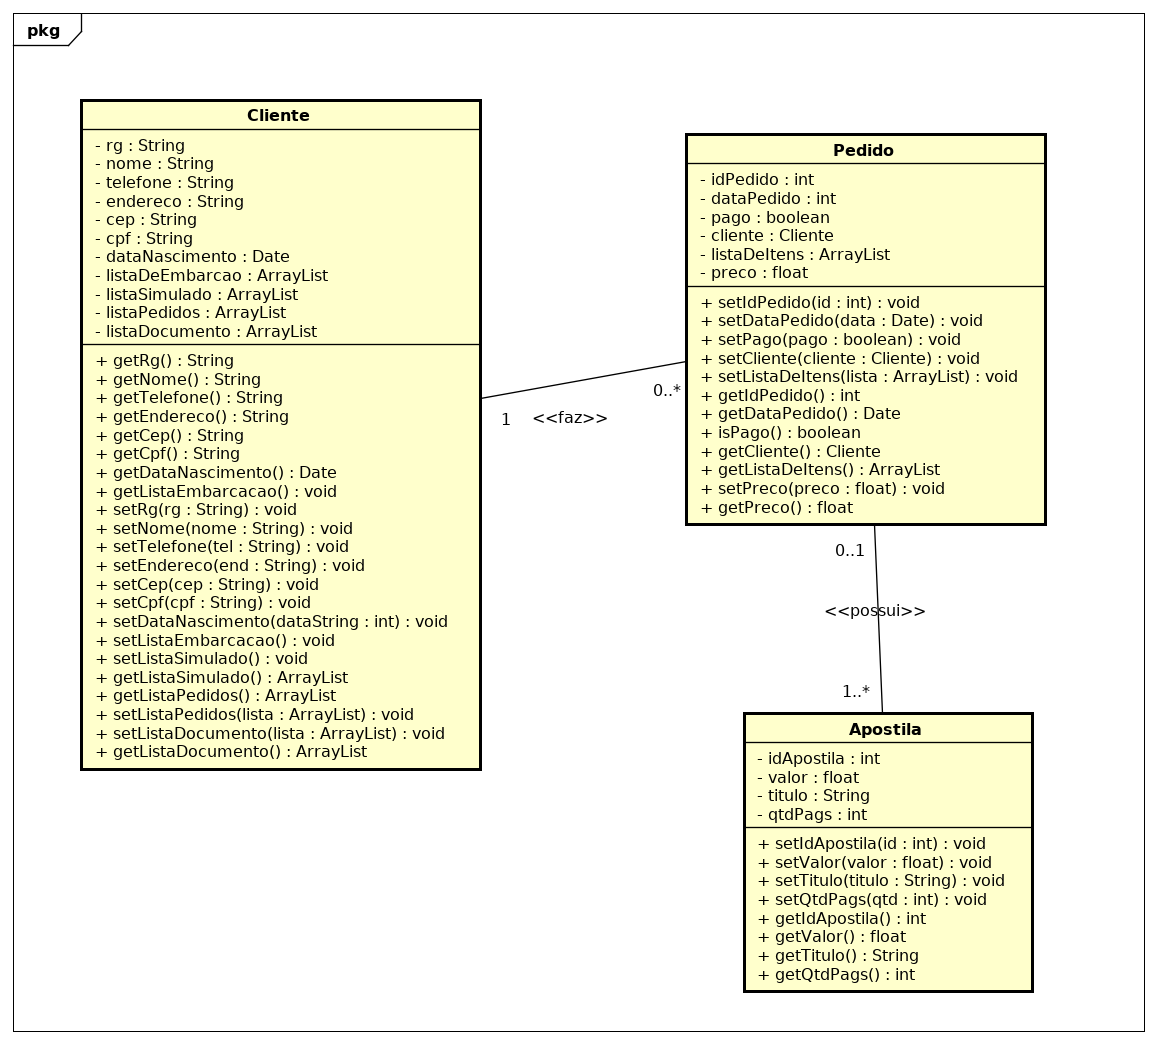 pkg
Cliente
- rg : String
- nome : String
- telefone : String
- endereco : String
- cep : String
- cpf : String
- dataNascimento : Date
- listaDeEmbarcao : ArrayList
- listaSimulado : ArrayList
- listaPedidos : ArrayList
- listaDocumento : ArrayList
+ getRg() : String
+ getNome() : String
+ getTelefone() : String
+ getEndereco() : String
+ getCep() : String
+ getCpf() : String
+ getDataNascimento() : Date
+ getListaEmbarcacao() : void
+ setRg(rg : String) : void
+ setNome(nome : String) : void
+ setTelefone(tel : String) : void
+ setEndereco(end : String) : void
+ setCep(cep : String) : void
+ setCpf(cpf : String) : void
+ setDataNascimento(dataString : int) : void
+ setListaEmbarcacao() : void
+ setListaSimulado() : void
+ getListaSimulado() : ArrayList
+ getListaPedidos() : ArrayList
+ setListaPedidos(lista : ArrayList) : void
+ setListaDocumento(lista : ArrayList) : void
+ getListaDocumento() : ArrayList
1 <<faz>>
0..*
Pedido
- idPedido : int
- dataPedido : int
- pago : boolean
- cliente : Cliente
- listaDeItens : ArrayList
- preco : float
+ setIdPedido(id : int) : void
+ setDataPedido(data : Date) : void
+ setPago(pago : boolean) : void
+ setCliente(cliente : Cliente) : void
+ setListaDeItens(lista : ArrayList) : void
+ getIdPedido() : int
+ getDataPedido() : Date
+ isPago() : boolean
+ getCliente() : Cliente
+ getListaDeItens() : ArrayList
+ setPreco(preco : float) : void
+ getPreco() : float
0..1
<<possui>>
1..*
Apostila
- idApostila : int
- valor : float
- titulo : String
- qtdPags : int
+ setIdApostila(id : int) : void
+ setValor(valor : float) : void
+ setTitulo(titulo : String) : void
+ setQtdPags(qtd : int) : void
+ getIdApostila() : int
+ getValor() : float
+ getTitulo() : String
+ getQtdPags() : int